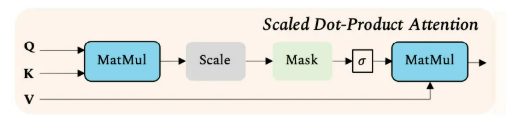 Scaled Dot-Product Attention
Q
K
V
MatMul
Scale
Mask
σ
MatMul